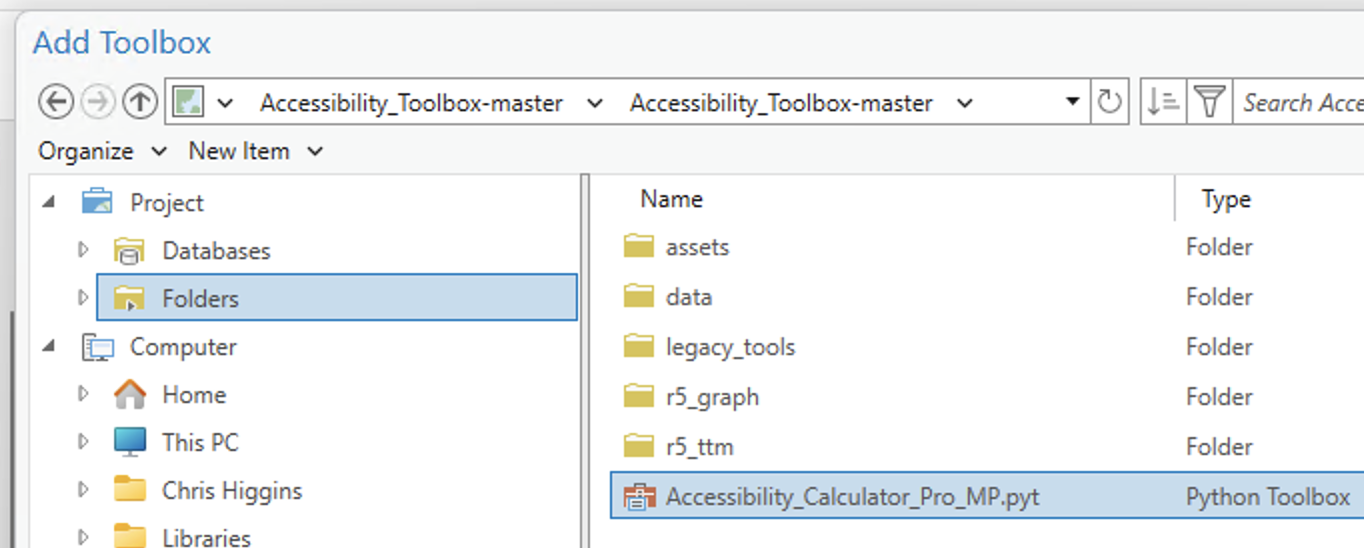 Add Toolbox
Accessibility_Toolbox-master Accessibility_Toolbox-master Search Acce
Organize New Item
Project
Databases
Folders
Computer
Home
This PC
Chris Higgins
Libraries
Name Type
assets Folder
data Folder
legacy_tools Folder
r5_graph Folder
r5_ttm Folder
Accessibility_Calculator_Pro_MP.pyt Python Toolbox